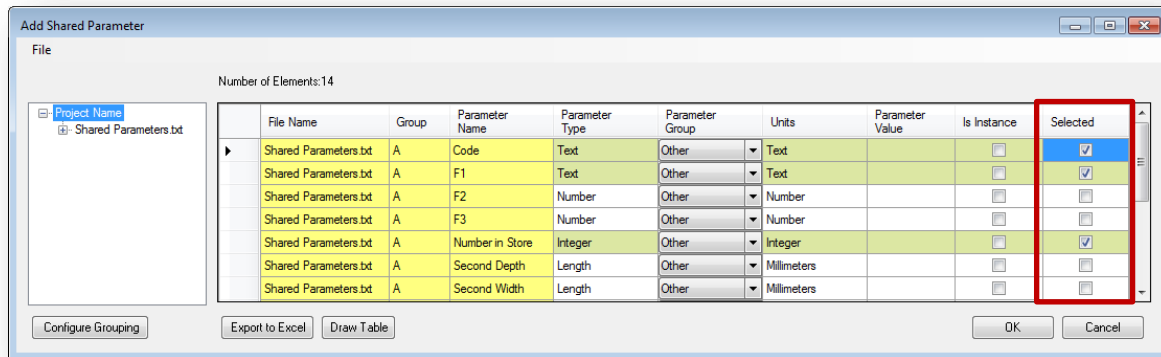 Add Shared Parameter
File
Number of Elements:14
Project Name
Shared Parameters.txt
File Name Group Parameter Name Parameter Type Parameter Group Units Parameter Value Is Instance Selected
Shared Parameters.txt A Code Text Other Text
Shared Parameters.txt A F1 Text Other Text
Shared Parameters.txt A F2 Number Other Number
Shared Parameters.txt A F3 Number Other Number
Shared Parameters.txt A Number in Store Integer Other Integer
Shared Parameters.txt A Second Depth Length Other Millimeters
Shared Parameters.txt A Second Width Length Other Millimeters
Configure Grouping Export to Excel Draw Table OK Cancel